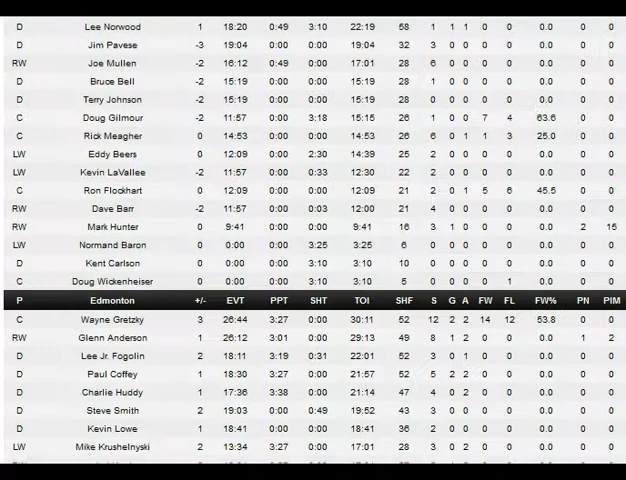 D Lee Norwood 1 18:20 0:49 3:10 22:19 58 1 1 1 0 0 0.0 0 0
D Jim Pavese -3 19:04 0:00 0:00 19:04 32 3 0 0 0 0 0.0 0 0
RW Joe Mullen -2 16:12 0:49 0:00 17:01 28 6 0 0 0 0 0.0 0 0
D Bruce Bell -2 15:19 0:00 0:00 15:19 28 1 0 0 0 0 0.0 0 0
D Terry Johnson -2 15:19 0:00 0:00 15:19 28 0 0 0 0 0 0.0 0 0
C Doug Gilmour -2 11:57 0:00 3:18 15:15 26 1 0 0 7 4 63.6 0 0
C Rick Meagher 0 14:53 0:00 0:00 14:53 26 6 0 1 1 3 25.0 0 0
LW Eddy Beers 0 12:09 0:00 2:30 14:39 25 2 0 0 0 0 0.0 0 0
LW Kevin LaVallee -2 11:57 0:00 0:33 12:30 22 2 0 0 0 0 0.0 0 0
C Ron Flockhart 0 12:09 0:00 0:00 12:09 21 2 0 1 5 6 45.5 0 0
RW Dave Barr -2 11:57 0:00 0:03 12:00 21 4 0 0 0 0 0.0 0 0
RW Mark Hunter 0 9:41 0:00 0:00 9:41 16 3 1 0 0 0 0.0 2 15
LW Normand Baron 0 0:00 0:00 3:25 3:25 6 0 0 0 0 0 0.0 0 0
D Kent Carlson 0 0:00 0:00 3:10 3:10 10 0 0 0 0 0 0.0 0 0
C Doug Wickenheiser 0 0:00 0:00 3:10 3:10 5 0 0 0 0 1 0.0 0 0
P Edmonton +/- EVT PPT SHT TOI SHF S G A FW FL FW% PN PIM
C Wayne Gretzky 3 26:44 3:27 0:00 30:11 52 12 2 2 14 12 53.8 0 0
RW Glenn Anderson 1 26:12 3:01 0:00 29:13 49 8 1 2 0 0 0.0 1 2
D Lee Jr. Fogolin 2 18:11 3:19 0:31 22:01 52 3 0 1 0 0 0.0 0 0
D Paul Coffey 1 18:30 3:27 0:00 21:57 52 5 2 2 0 0 0.0 0 0
D Charlie Huddy 1 17:36 3:38 0:00 21:14 47 4 0 2 0 0 0.0 0 0
D Steve Smith 2 19:03 0:00 0:49 19:52 43 3 0 0 0 0 0.0 0 0
D Kevin Lowe 1 18:41 0:00 0:00 18:41 36 2 0 0 0 0 0.0 0 0
LW Mike Krushelnyski 2 13:34 3:27 0:00 17:01 28 3 0 2 0 0 0.0 0 0